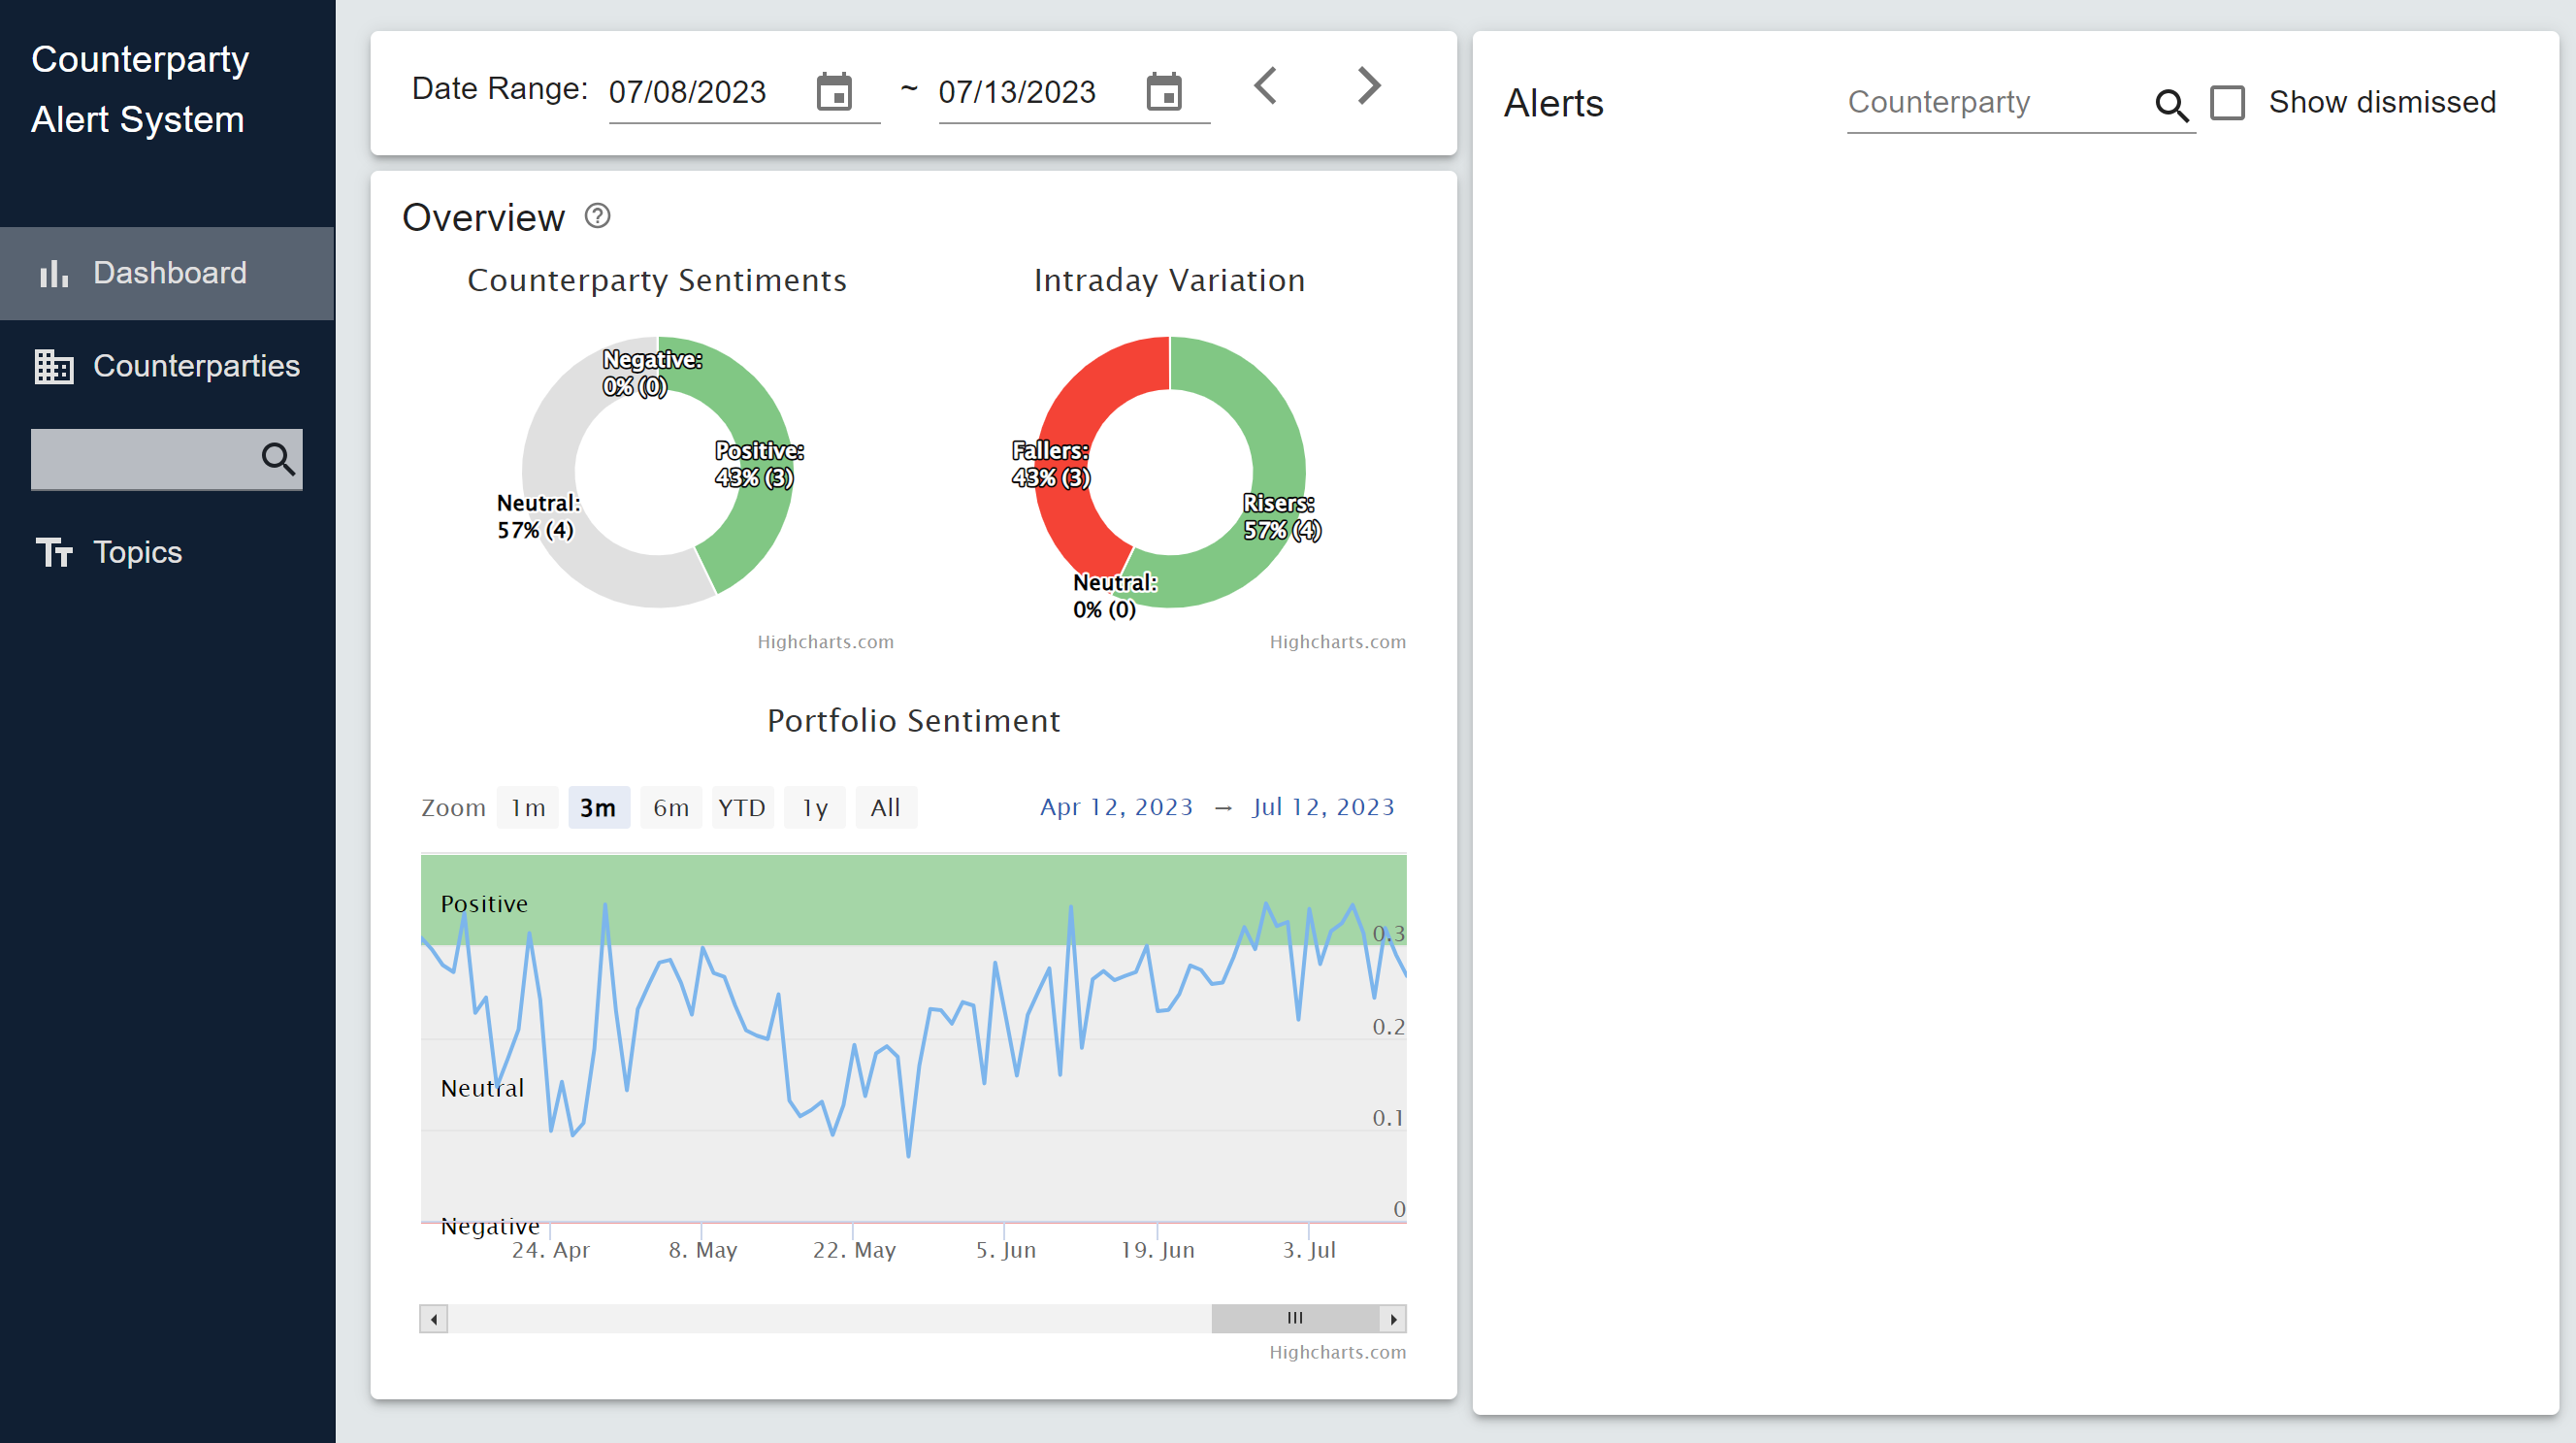 Counterparty
Alert System
Dashboard
Counterparties
Topics
Date Range: 07/08/2023 ~ 07/13/2023
Overview
Counterparty Sentiments
Negative:
0% (0)
Positive:
43% (3)
Neutral:
57% (4)
Highcharts.com
Intraday Variation
Fallers:
43% (3)
Risers:
57% (4)
Neutral:
0% (0)
Highcharts.com
Portfolio Sentiment
Zoom 1m 3m 6m YTD 1y All Apr 12, 2023 → Jul 12, 2023
Positive
0.3
0.2
Neutral
0.1
0
Negative
24. Apr 8. May 22. May 5. Jun 19. Jun 3. Jul
Highcharts.com
Alerts Counterparty Show dismissed